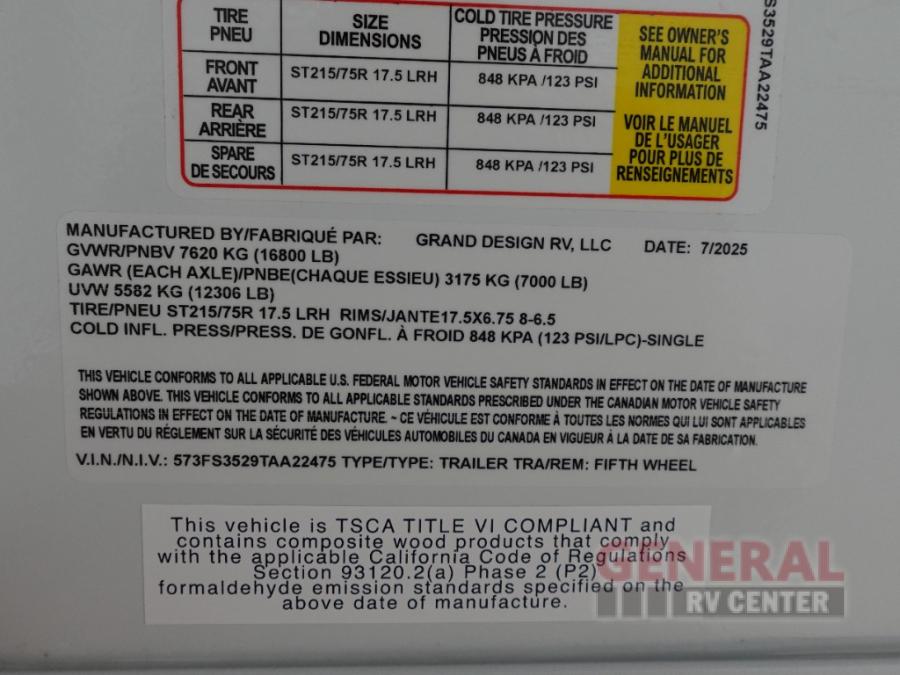 TIRE
PNEU
SIZE
DIMENSIONS
COLD TIRE PRESSURE
PRESSION DES
PNEUS À FROID
FRONT
AVANT
ST215/75R 17.5 LRH
848 KPA /123 PSI
REAR
ARRIÈRE
ST215/75R 17.5 LRH
848 KPA /123 PSI
SPARE
DE SECOURS
ST215/75R 17.5 LRH
848 KPA /123 PSI
SEE OWNER'S
MANUAL FOR
ADDITIONAL
INFORMATION
VOIR LE MANUEL
DE L'USAGER
POUR PLUS DE
RENSEIGNEMENTS
S3529TAA22475
MANUFACTURED BY/FABRIQUÉ PAR: GRAND DESIGN RV, LLC DATE: 7/2025
GVWR/PNBV 7620 KG (16800 LB)
GAWR (EACH AXLE)/PNBE(CHAQUE ESSIEU) 3175 KG (7000 LB)
UVW 5582 KG (12306 LB)
TIRE/PNEU ST215/75R 17.5 LRH RIMS/JANTE17.5X6.75 8-6.5
COLD INFL. PRESS/PRESS. DE GONFL. À FROID 848 KPA (123 PSI/LPC)-SINGLE
THIS VEHICLE CONFORMS TO ALL APPLICABLE U.S. FEDERAL MOTOR VEHICLE SAFETY STANDARDS IN EFFECT ON THE DATE OF MANUFACTURE
SHOWN ABOVE. THIS VEHICLE CONFORMS TO ALL APPLICABLE STANDARDS PRESCRIBED UNDER THE CANADIAN MOTOR VEHICLE SAFETY
REGULATIONS IN EFFECT ON THE DATE OF MANUFACTURE. ~ CE VÉHICULE EST CONFORME À TOUTES LES NORMES QUI LUI SONT APPLICABLES
EN VERTU DU RÉGLEMENT SUR LA SÉCURITÉ DES VÉHICULES AUTOMOBILES DU CANADA EN VIGUEUR À LA DATE DE SA FABRICATION.
V.I.N./N.I.V.: 573FS3529TAA22475 TYPE/TYPE: TRAILER TRA/REM: FIFTH WHEEL
This vehicle is TSCA TITLE VI COMPLIANT and
contains composite wood products that comply
with the applicable California Code of Regulations
Section 93120.2(a) Phase 2 (P2)
formaldehyde emission standards specified on the
above date of manufacture.
GENERAL
RV CENTER